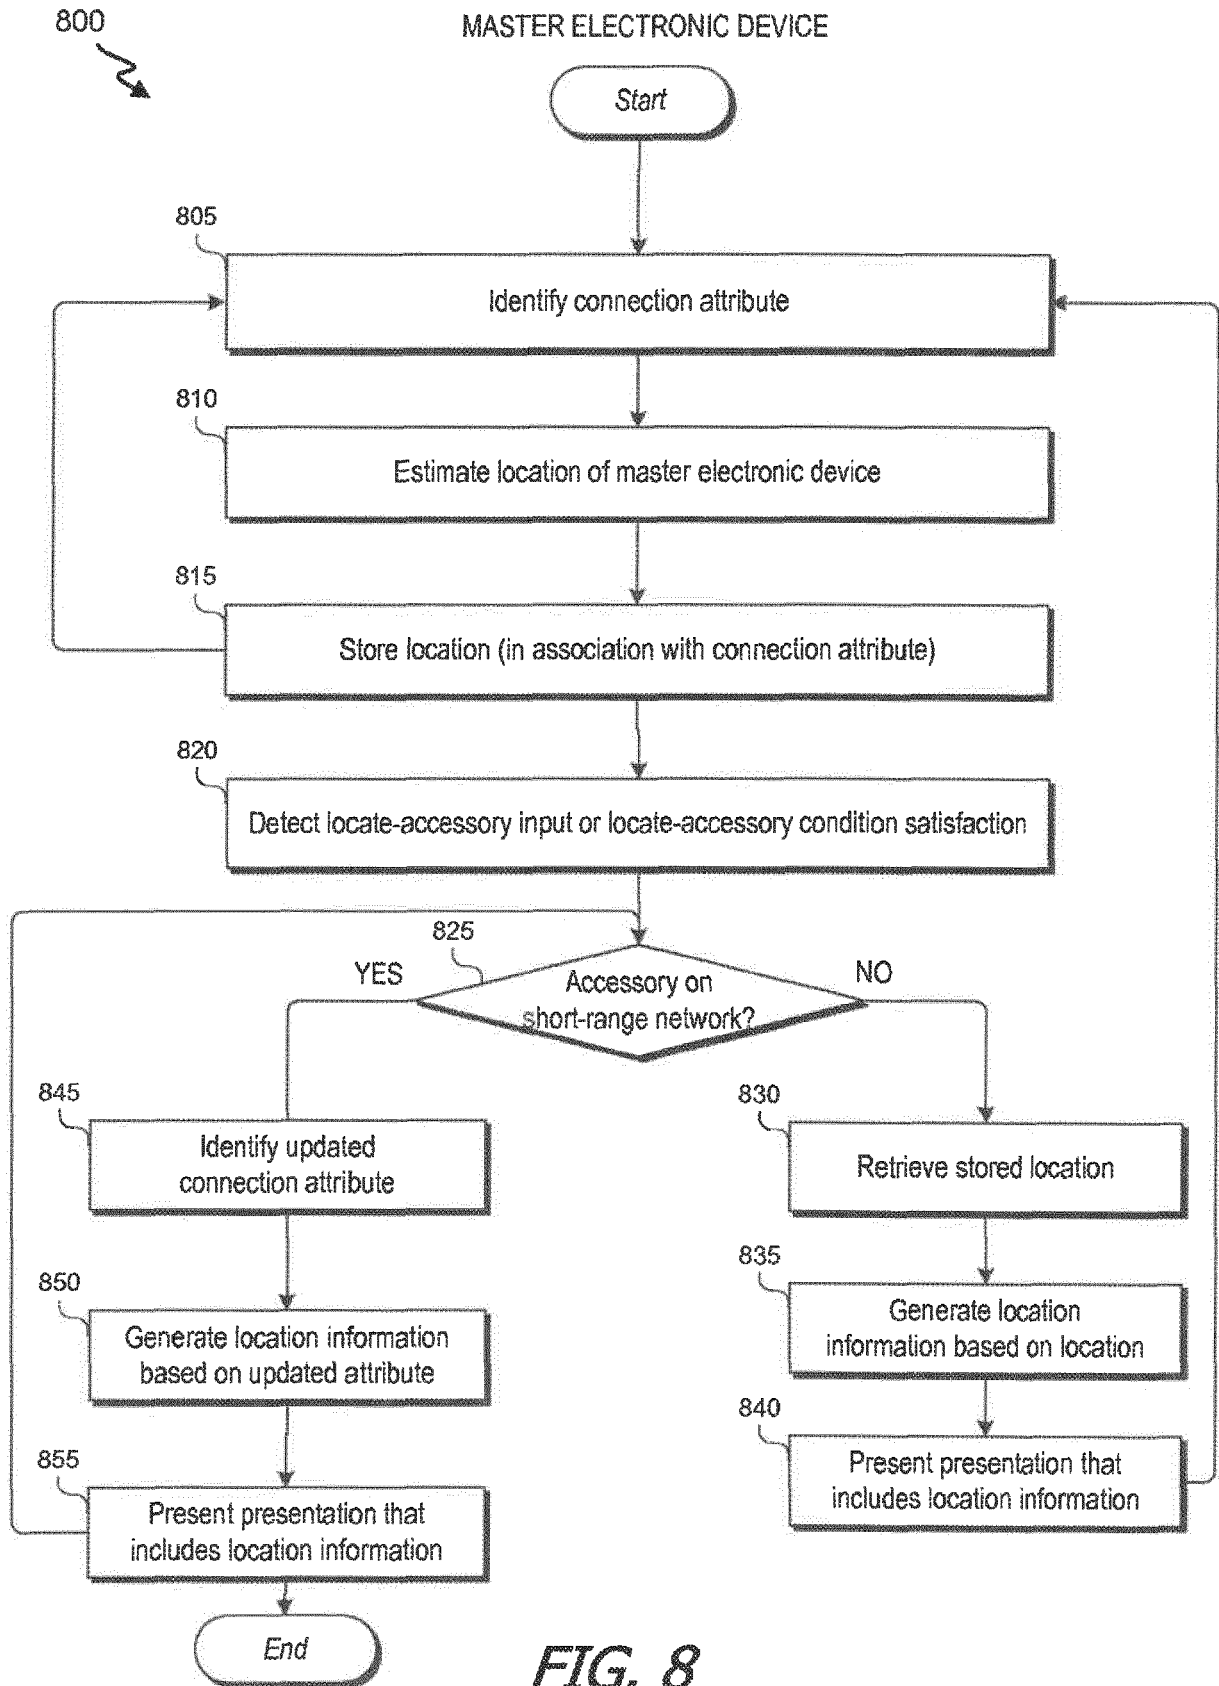 800
MASTER ELECTRONIC DEVICE
Start
805
Identify connection attribute
810
Estimate location of master electronic device
815
Store location (in association with connection attribute)
820
Detect locate-accessory input or locate-accessory condition satisfaction
825
YES
NO
Accessory on
short-range network?
845
Identify updated
connection attribute
830
Retrieve stored location
850
Generate location information
based on updated attribute
835
Generate location
information based on location
855
Present presentation that
includes location information
840
Present presentation that
includes location information
End
FIG. 8